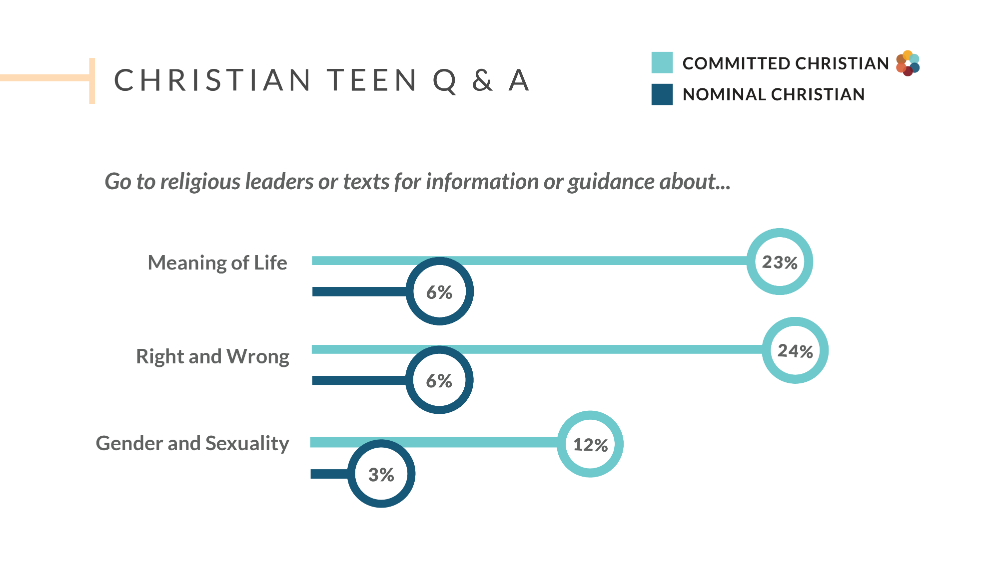 CHRISTIAN TEEN Q & A
COMMITTED CHRISTIAN
NOMINAL CHRISTIAN
Go to religious leaders or texts for information or guidance about...
Meaning of Life
23%
6%
Right and Wrong
24%
6%
Gender and Sexuality
12%
3%